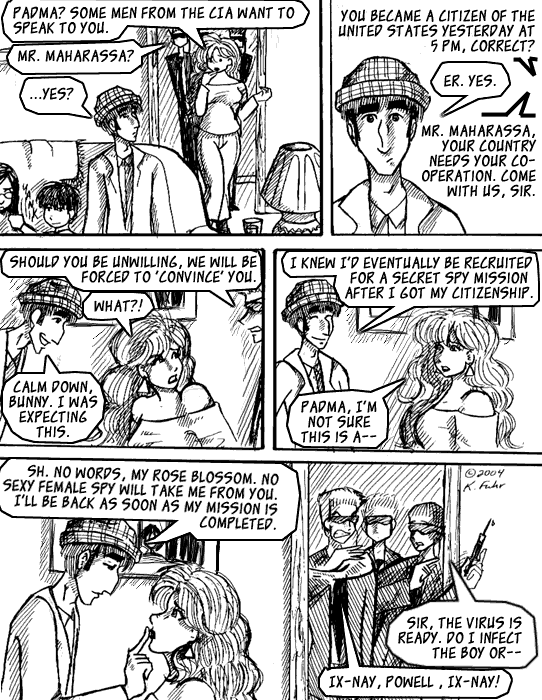 PADMA? SOME MEN FROM THE CIA WANT TO
SPEAK TO YOU.
MR. MAHARASSA?
...YES?
YOU BECAME A CITIZEN OF THE
UNITED STATES YESTERDAY AT
5 PM, CORRECT?
ER. YES.
MR. MAHARASSA,
YOUR COUNTRY
NEEDS YOUR CO-
OPERATION. COME
WITH US, SIR.
SHOULD YOU BE UNWILLING, WE WILL BE
FORCED TO 'CONVINCE' YOU.
WHAT?!
CALM DOWN,
BUNNY. I WAS
EXPECTING
THIS.
I KNEW I'D EVENTUALLY BE RECRUITED
FOR A SECRET SPY MISSION
AFTER I GOT MY CITIZENSHIP.
PADMA, I'M
NOT SURE
THIS IS A--
SH. NO WORDS, MY ROSE BLOSSOM. NO
SEXY FEMALE SPY WILL TAKE ME FROM YOU.
I'LL BE BACK AS SOON AS MY MISSION IS
COMPLETED.
©2004
K. Fuhr
SIR, THE VIRUS IS
READY. DO I INFECT
THE BOY OR--
IX-NAY, POWELL, IX-NAY!